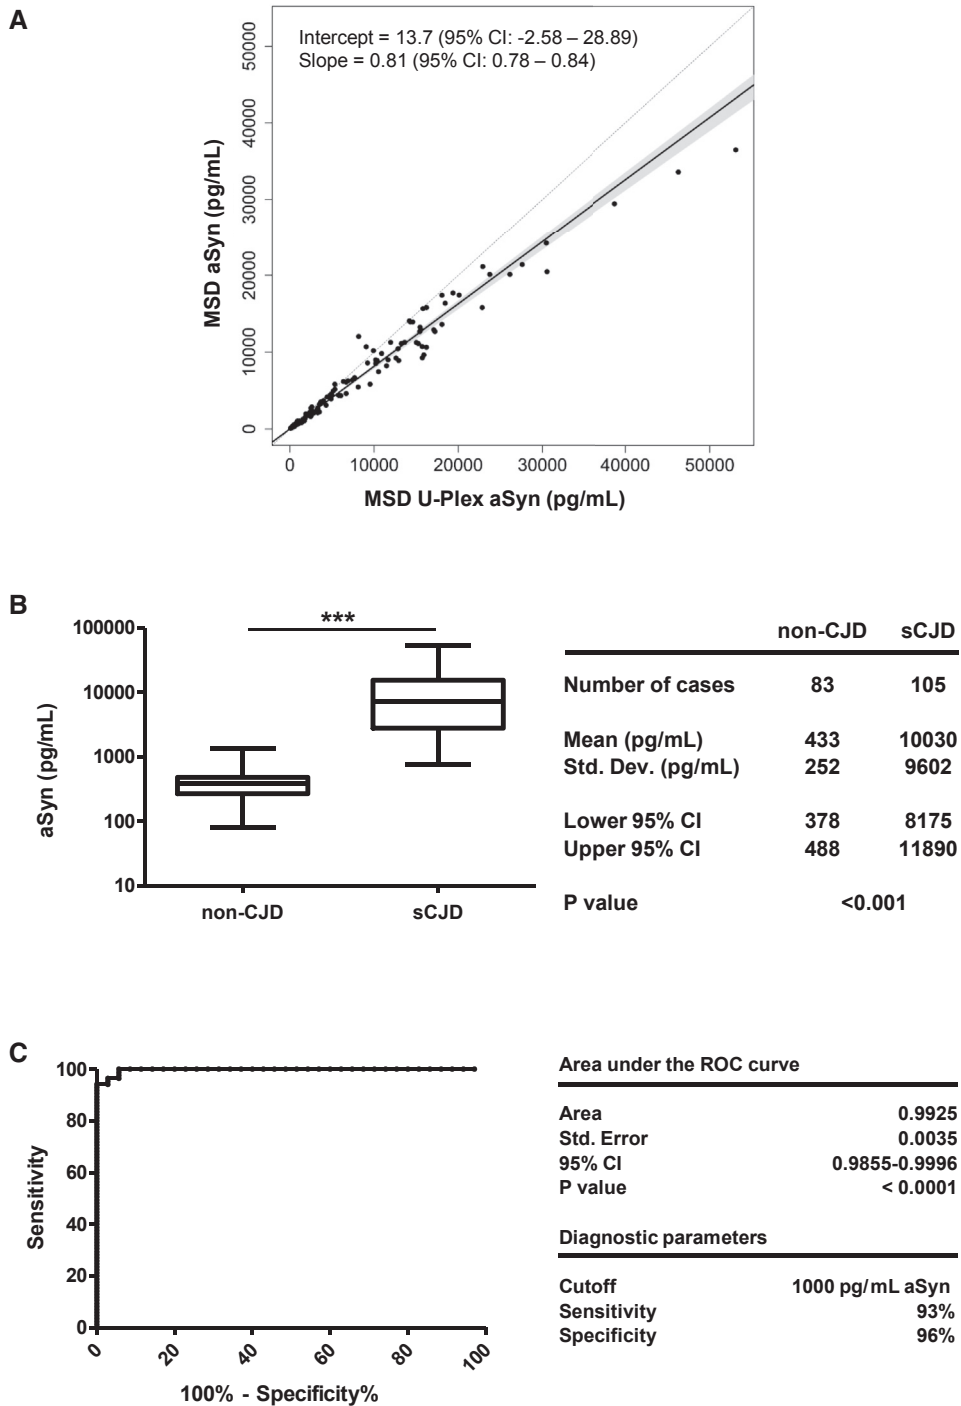 A
Intercept = 13.7 (95% CI: -2.58 – 28.89)
Slope = 0.81 (95% CI: 0.78 – 0.84)
50000
40000
30000
20000
10000
0
MSD aSyn (pg/mL)
0 10000 20000 30000 40000 50000
MSD U-Plex aSyn (pg/mL)
B
***
100000
10000
1000
100
10
aSyn (pg/mL)
non-CJD sCJD
non-CJD sCJD
Number of cases 83 105
Mean (pg/mL) 433 10030
Std. Dev. (pg/mL) 252 9602
Lower 95% CI 378 8175
Upper 95% CI 488 11890
P value <0.001
C
100
80
60
40
20
0
Sensitivity
0 20 40 60 80 100
100% - Specificity%
Area under the ROC curve
Area 0.9925
Std. Error 0.0035
95% CI 0.9855-0.9996
P value < 0.0001
Diagnostic parameters
Cutoff 1000 pg/mL aSyn
Sensitivity 93%
Specificity 96%